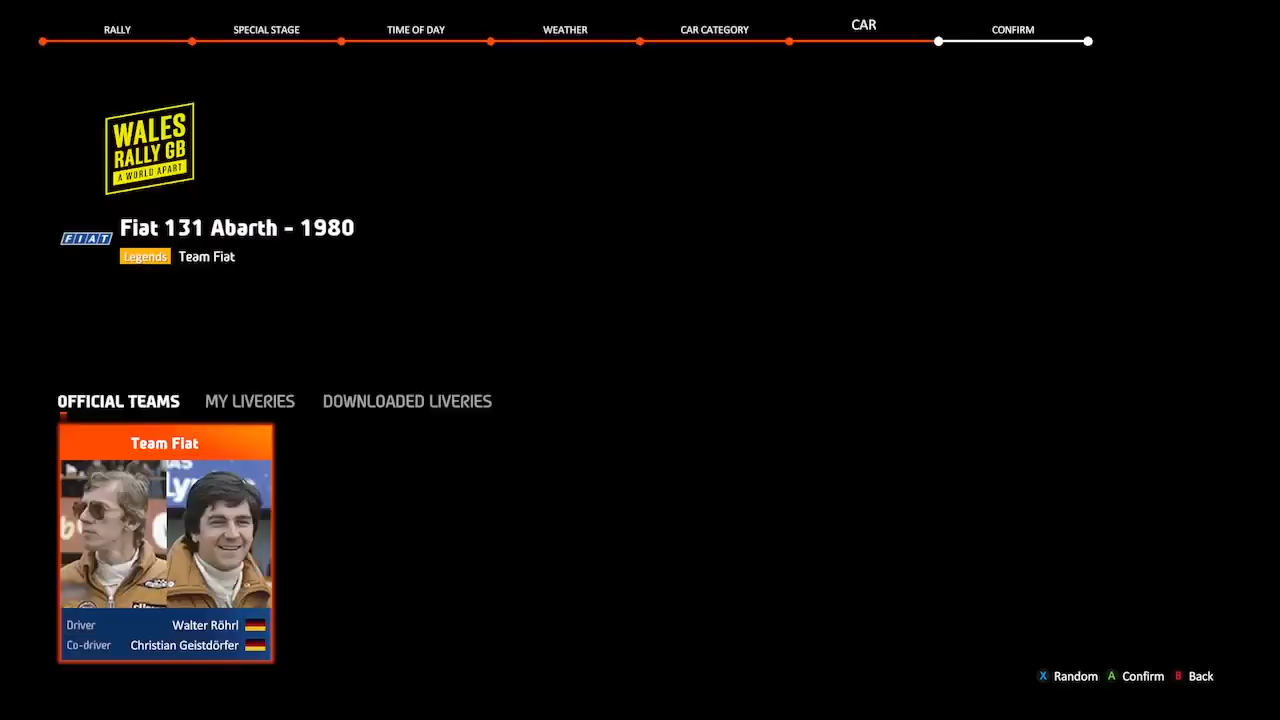 RALLY
SPECIAL STAGE
TIME OF DAY
WEATHER
CAR CATEGORY
CAR
CONFIRM
WALES
RALLY GB
A WORLD APART
FIAT
Fiat 131 Abarth - 1980
Legends Team Fiat
OFFICIAL TEAMS MY LIVERIES DOWNLOADED LIVERIES
Team Fiat
Driver Walter Röhrl
Co-driver Christian Geistdörfer
X Random A Confirm B Back